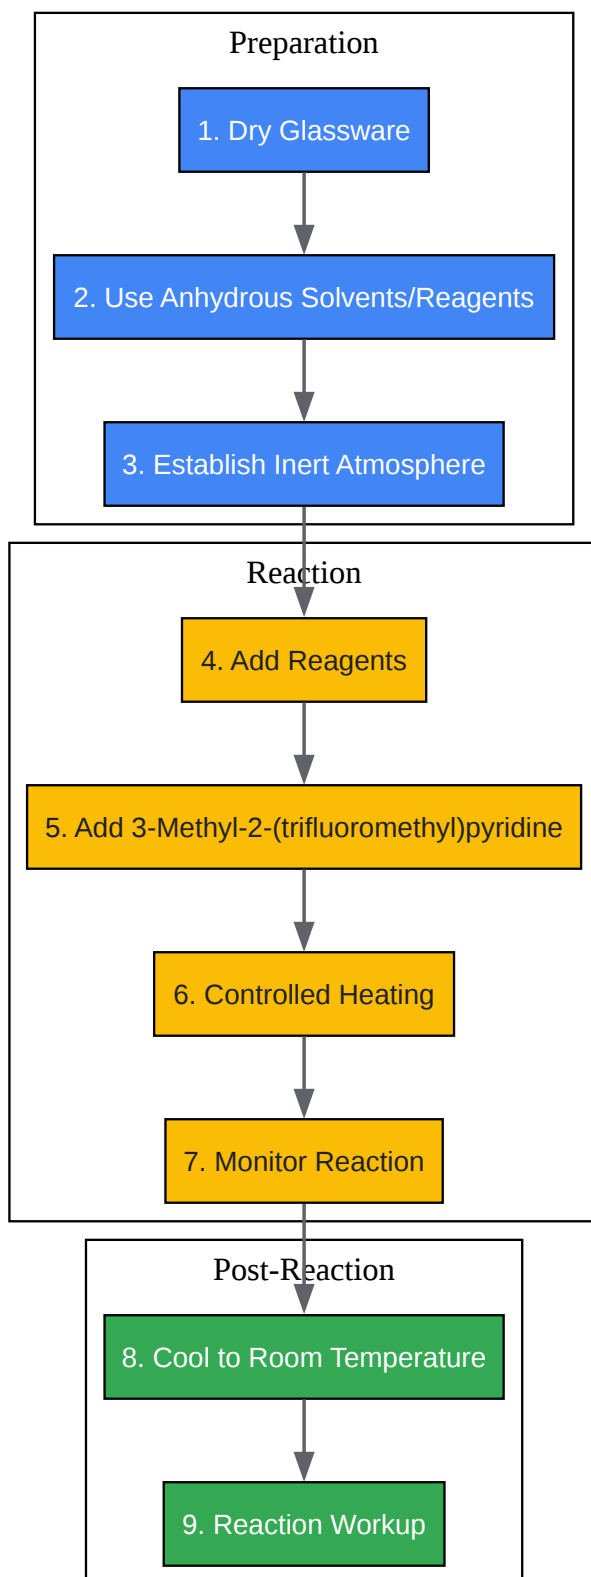 Preparation
1. Dry Glassware
2. Use Anhydrous Solvents/Reagents
3. Establish Inert Atmosphere
Reaction
4. Add Reagents
5. Add 3-Methyl-2-(trifluoromethyl)pyridine
6. Controlled Heating
7. Monitor Reaction
Post-Reaction
8. Cool to Room Temperature
9. Reaction Workup